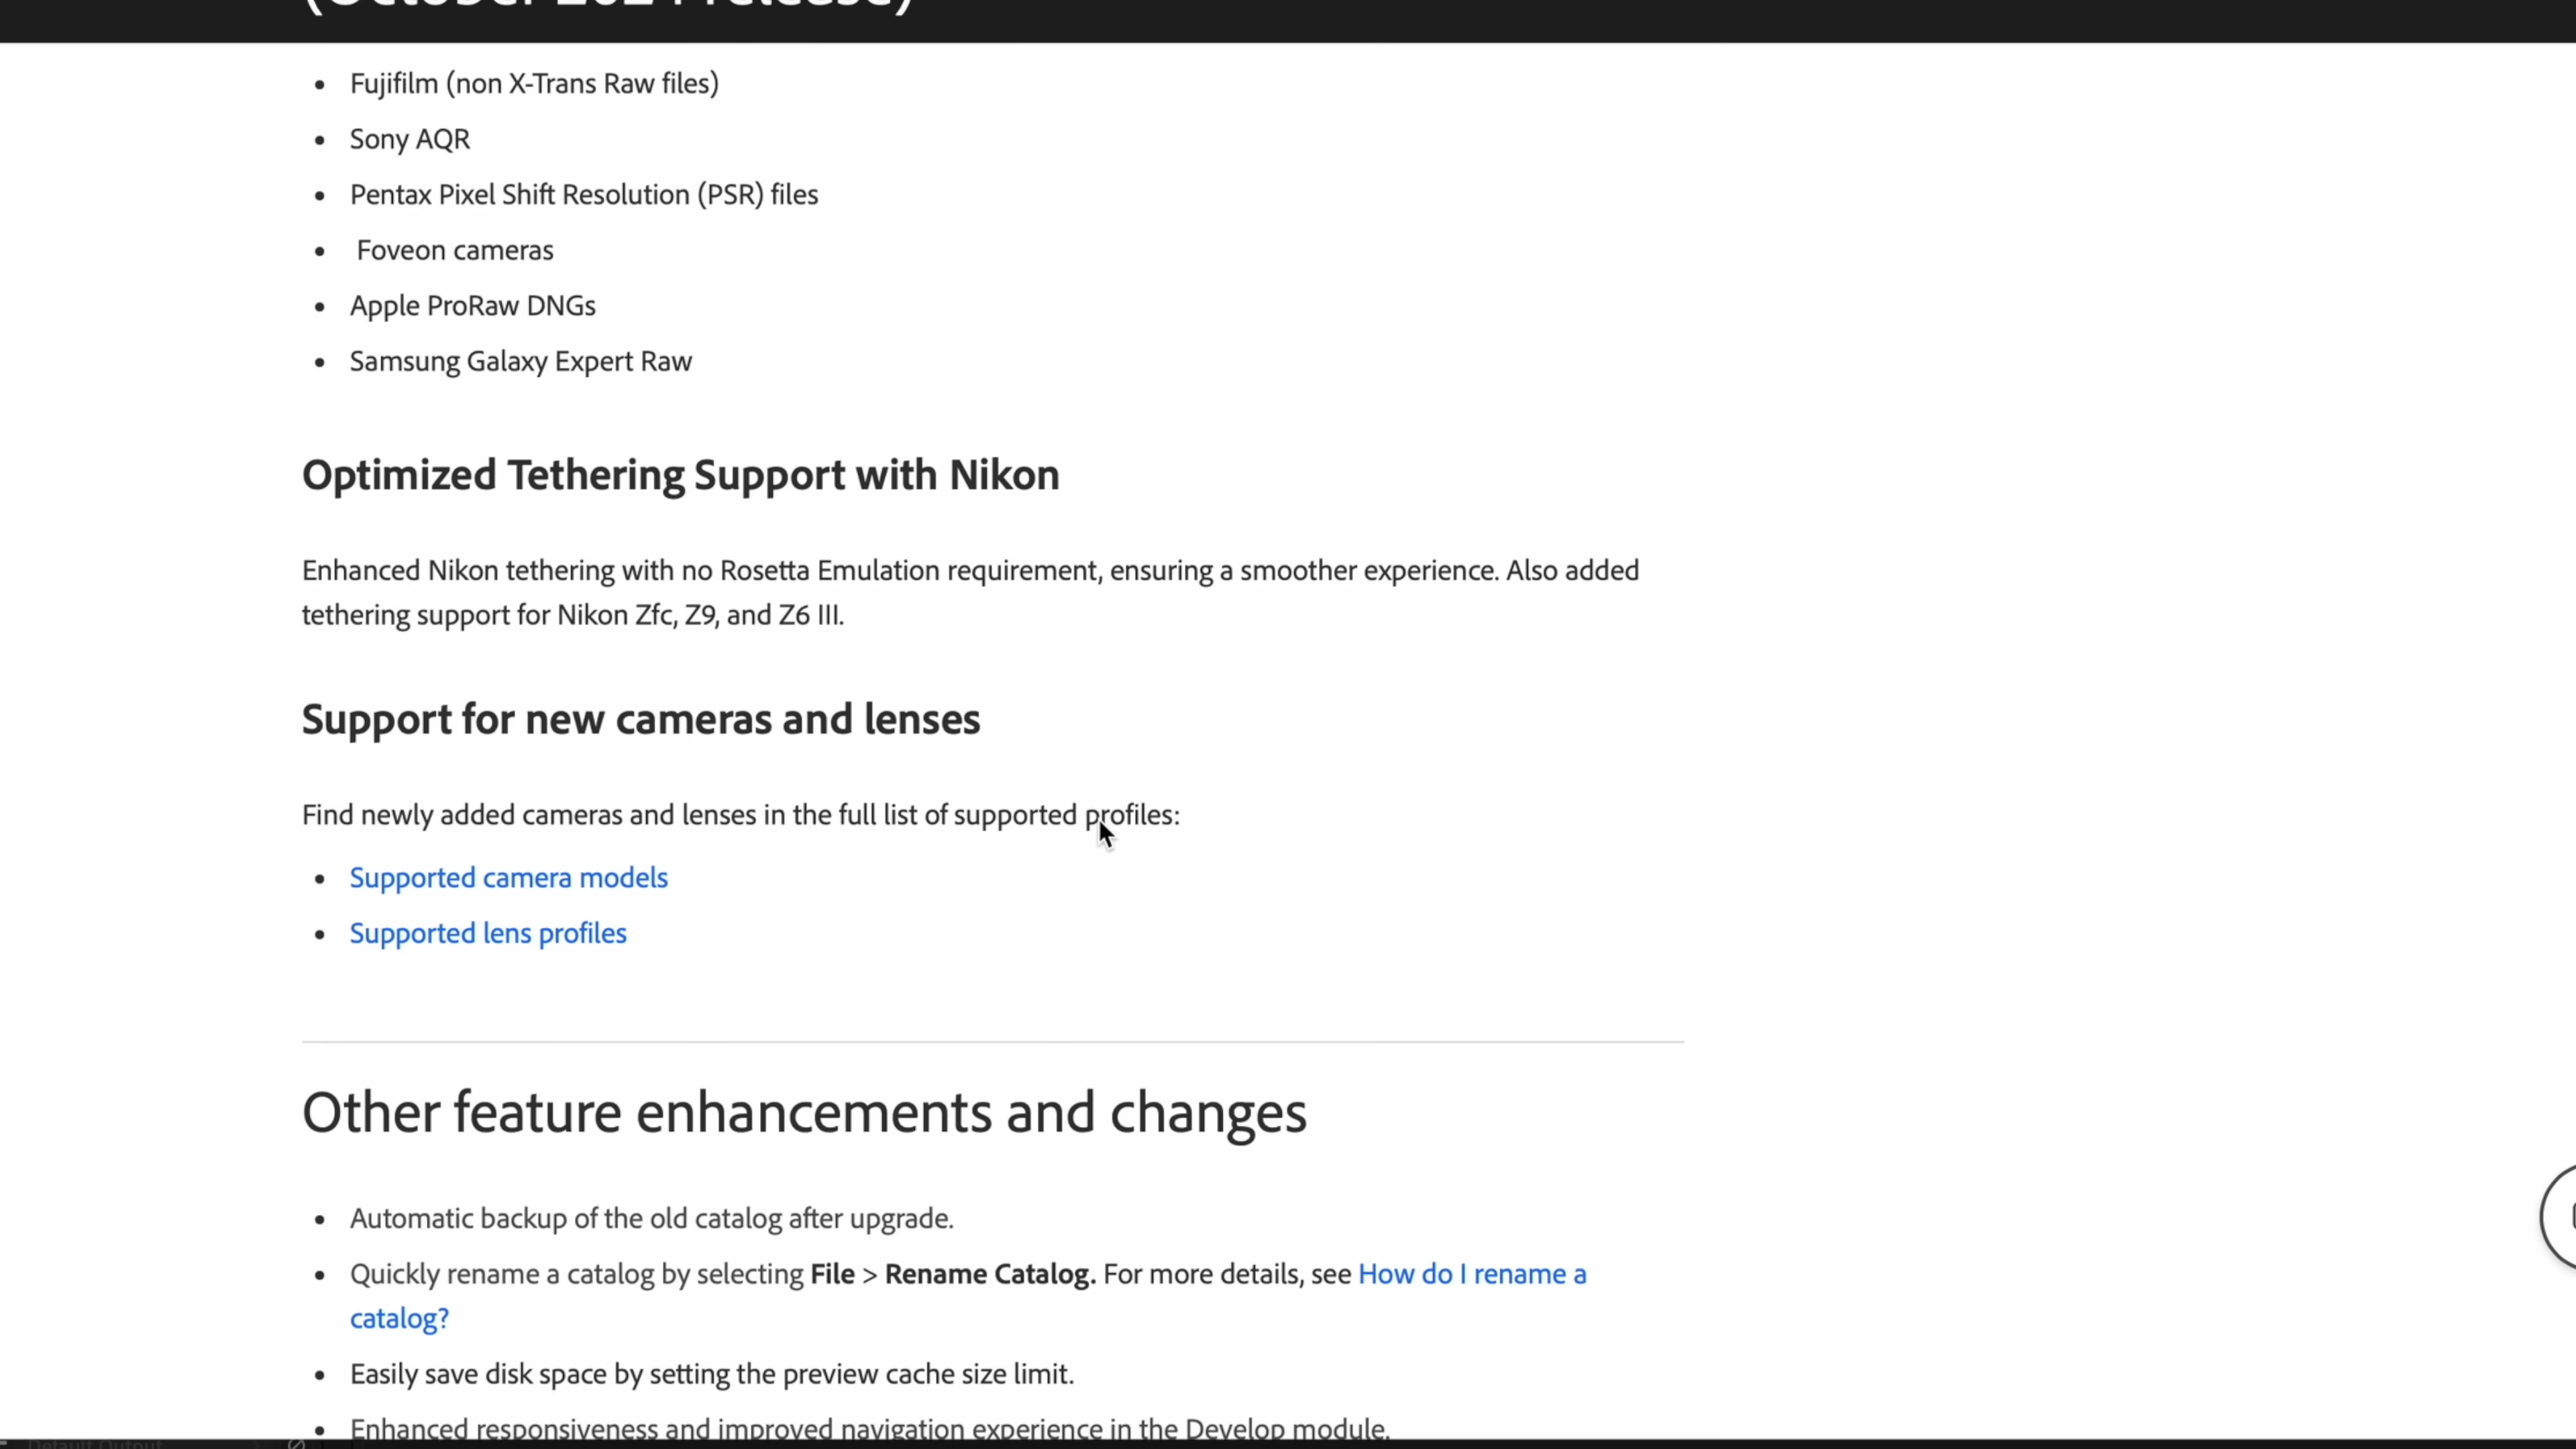 (October 2024 release)
• Fujifilm (non X-Trans Raw files)
• Sony AQR
• Pentax Pixel Shift Resolution (PSR) files
• Foveon cameras
• Apple ProRaw DNGs
• Samsung Galaxy Expert Raw
Optimized Tethering Support with Nikon
Enhanced Nikon tethering with no Rosetta Emulation requirement, ensuring a smoother experience. Also added
tethering support for Nikon Zfc, Z9, and Z6 III.
Support for new cameras and lenses
Find newly added cameras and lenses in the full list of supported profiles:
• Supported camera models
• Supported lens profiles
Other feature enhancements and changes
• Automatic backup of the old catalog after upgrade.
• Quickly rename a catalog by selecting File > Rename Catalog. For more details, see How do I rename a
catalog?
• Easily save disk space by setting the preview cache size limit.
• Enhanced responsiveness and improved navigation experience in the Develop module.
Default Output